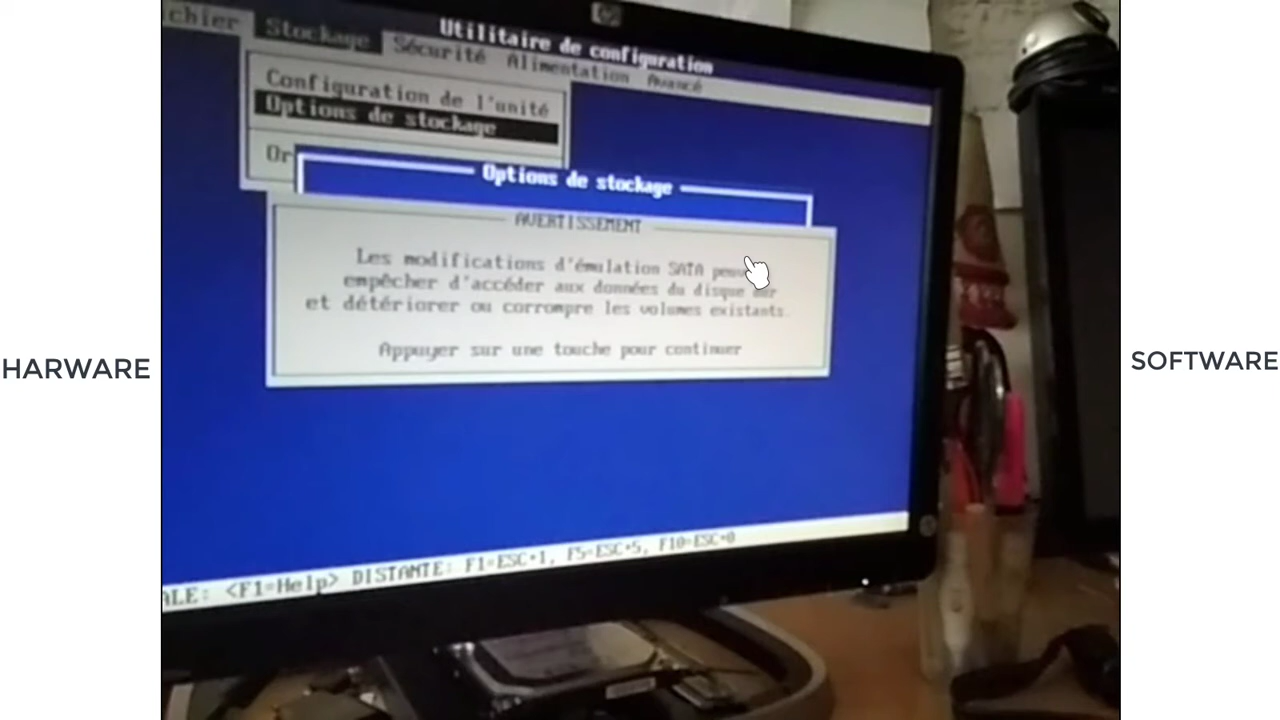 chier Stockage Sécurité Alimentation Avancé
Utilitaire de configuration
Configuration de l'unité
Options de stockage
Or
Options de stockage
AVERTISSEMENT
Les modifications d'émulation SATA peuv
empêcher d'accéder aux données du disque dur
et détériorer ou corrompre les volumes existants.
Appuyer sur une touche pour continuer
HARWARE
SOFTWARE
ALE: <F1=Help> DISTANTE: F1=ESC+1, F5=ESC+5, F10=ESC+0
hp